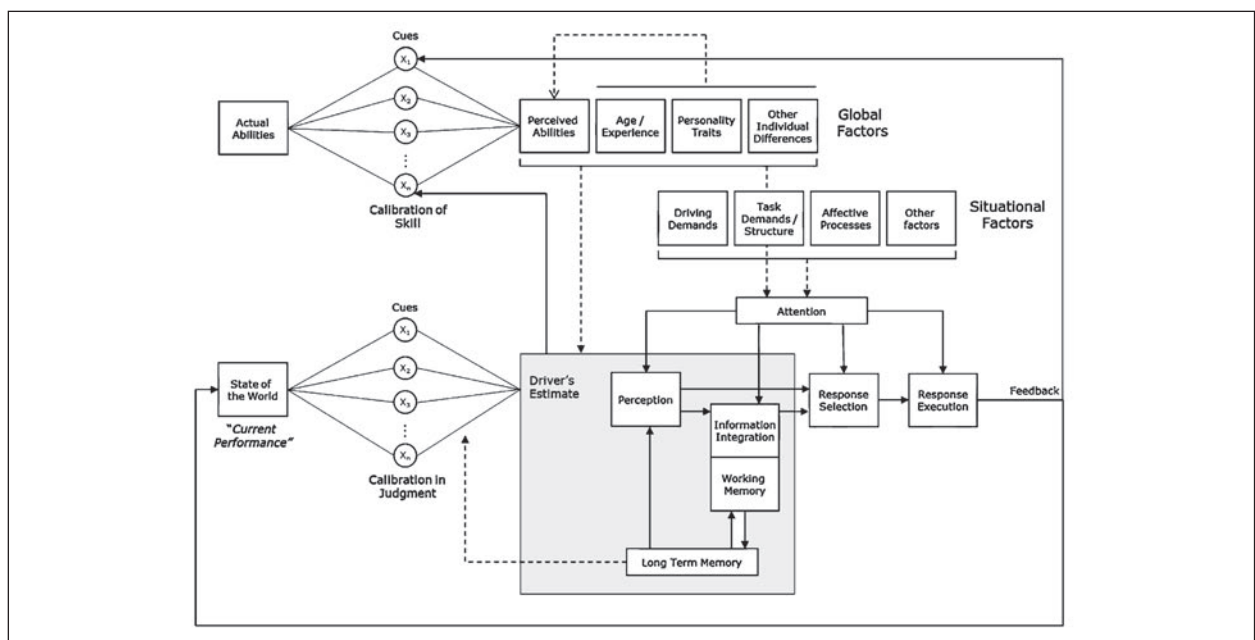 Cues
X1
X2
X3
Xn
Calibration of
Skill
Actual
Abilities
Perceived
Abilities
Age /
Experience
Personality
Traits
Other
Individual
Differences
Global
Factors
Driving
Demands
Task
Demands /
Structure
Affective
Processes
Other
factors
Situational
Factors
Attention
Cues
X1
X2
X3
Xn
Calibration in
Judgment
State of
the World
"Current
Performance"
Driver's
Estimate
Perception
Information
Integration
Working
Memory
Long Term Memory
Response
Selection
Response
Execution
Feedback